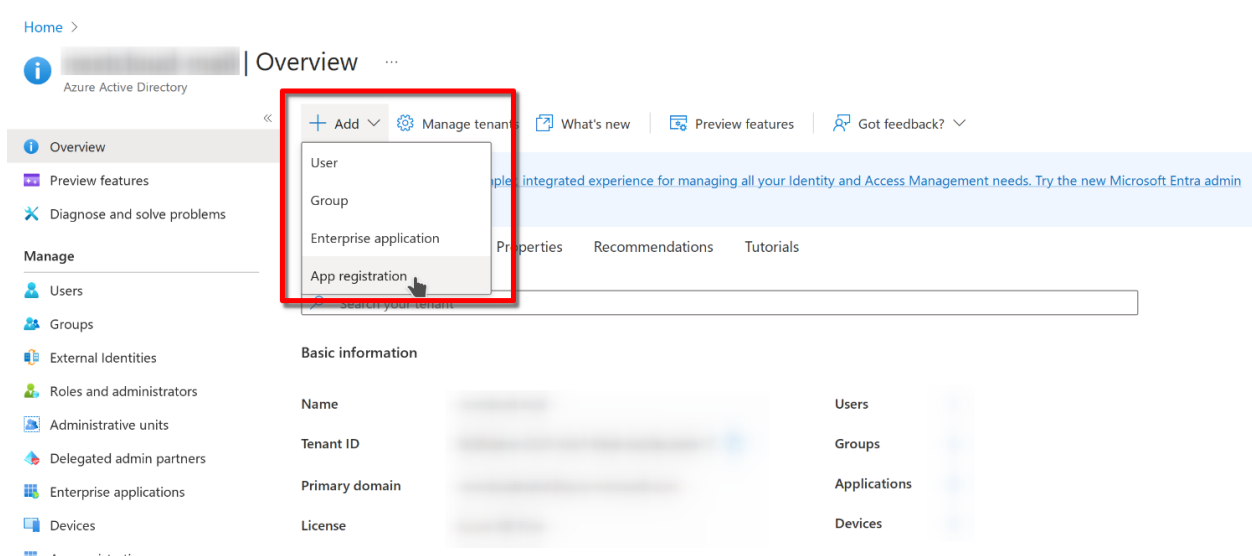 Home >
| Overview ...
Azure Active Directory
«
+ Add Manage tenants What's new Preview features Got feedback?
Overview
Preview features
Diagnose and solve problems
Manage
Users
Groups
External Identities
Roles and administrators
Administrative units
Delegated admin partners
Enterprise applications
Devices
User
Group
Enterprise application
App registration
integrated experience for managing all your Identity and Access Management needs. Try the new Microsoft Entra admin
Properties Recommendations Tutorials
Search your tenant
Basic information
Name
Tenant ID
Primary domain
License
Users
Groups
Applications
Devices